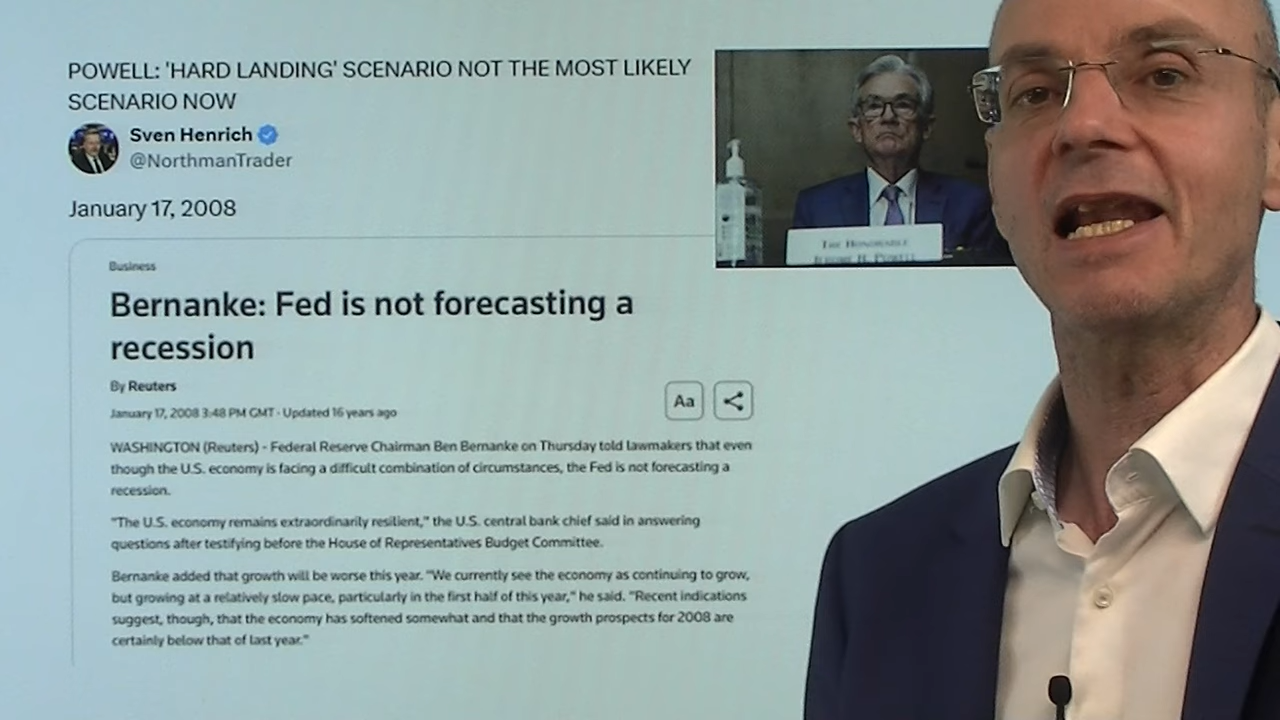 POWELL: 'HARD LANDING' SCENARIO NOT THE MOST LIKELY
SCENARIO NOW
Sven Henrich
@NorthmanTrader
January 17, 2008
THE HONORABLE
JEROME H. POWELL
Business
Bernanke: Fed is not forecasting a
recession
By Reuters
January 17, 2008 3:48 PM GMT · Updated 16 years ago
Aa
WASHINGTON (Reuters) - Federal Reserve Chairman Ben Bernanke on Thursday told lawmakers that even
though the U.S. economy is facing a difficult combination of circumstances, the Fed is not forecasting a
recession.
"The U.S. economy remains extraordinarily resilient," the U.S. central bank chief said in answering
questions after testifying before the House of Representatives Budget Committee.
Bernanke added that growth will be worse this year. "We currently see the economy as continuing to grow,
but growing at a relatively slow pace, particularly in the first half of this year," he said. "Recent indications
suggest, though, that the economy has softened somewhat and that the growth prospects for 2008 are
certainly below that of last year."